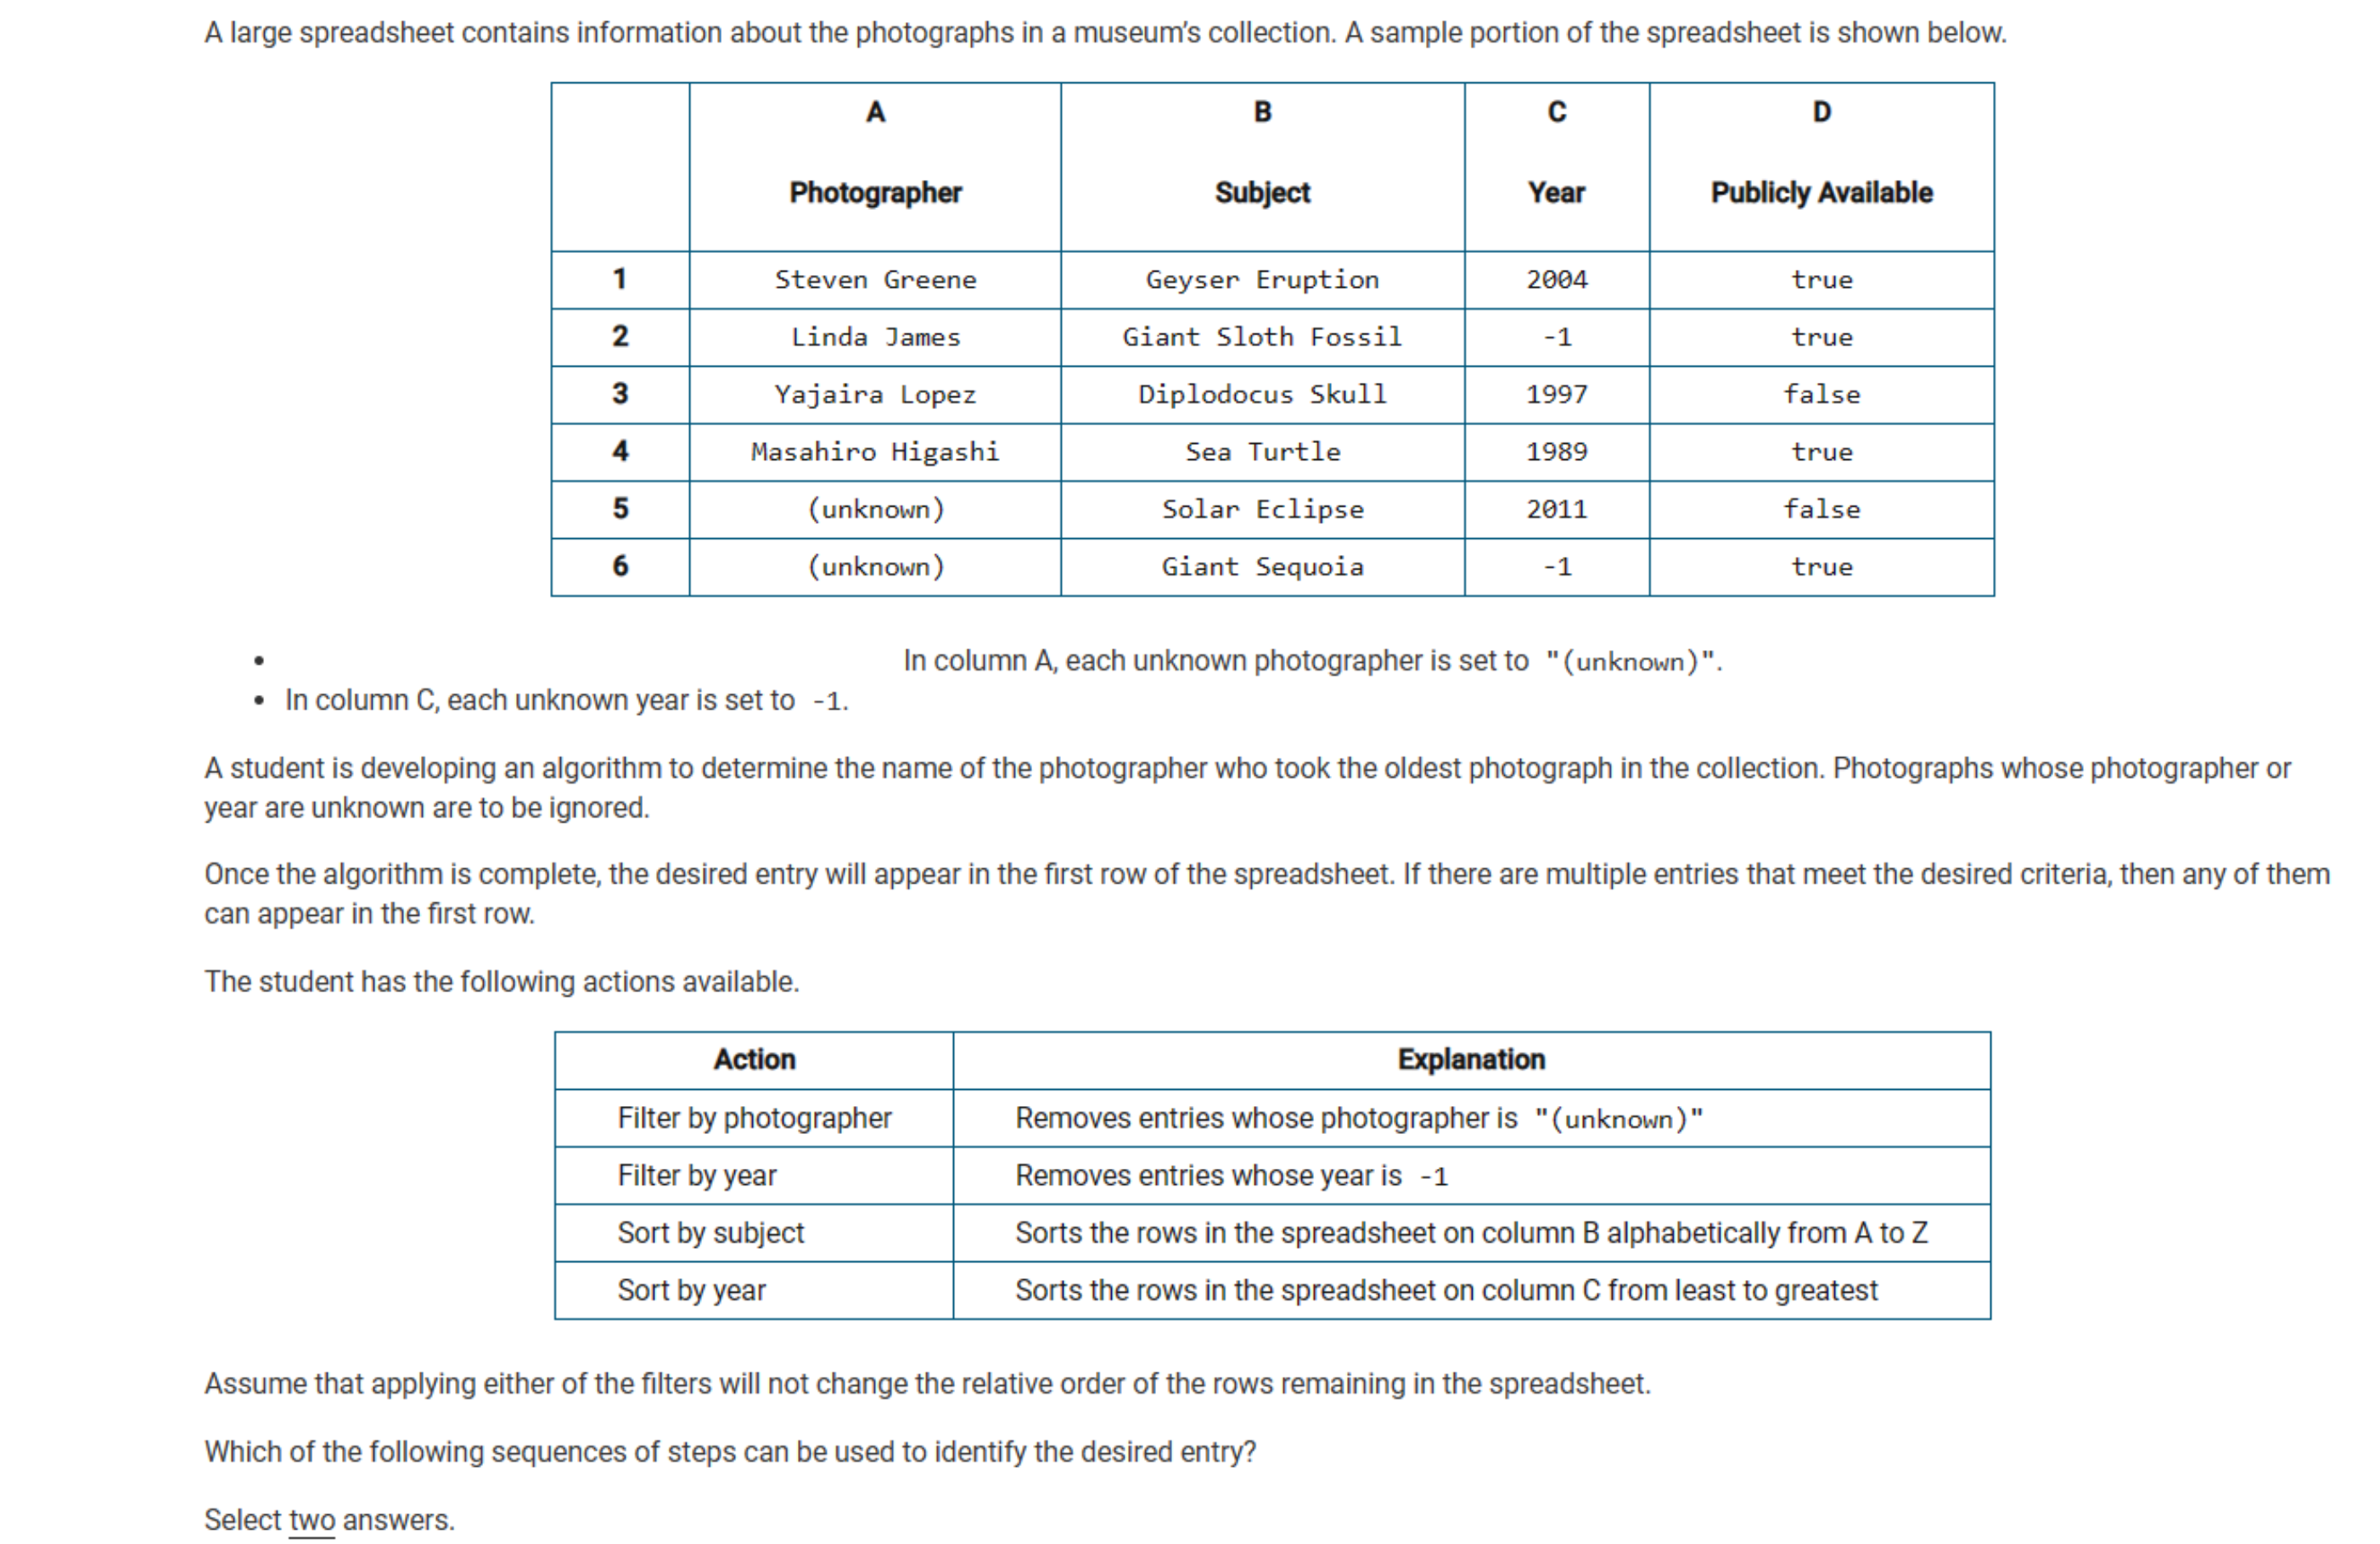 A large spreadsheet contains information about the photographs in a museum’s collection. A sample portion of the spreadsheet is shown below.
A B C D
Photographer Subject Year Publicly Available
1 Steven Greene Geyser Eruption 2004 true
2 Linda James Giant Sloth Fossil -1 true
3 Yajaira Lopez Diplodocus Skull 1997 false
4 Masahiro Higashi Sea Turtle 1989 true
5 (unknown) Solar Eclipse 2011 false
6 (unknown) Giant Sequoia -1 true
• In column A, each unknown photographer is set to "(unknown)".
• In column C, each unknown year is set to -1.
A student is developing an algorithm to determine the name of the photographer who took the oldest photograph in the collection. Photographs whose photographer or
year are unknown are to be ignored.
Once the algorithm is complete, the desired entry will appear in the first row of the spreadsheet. If there are multiple entries that meet the desired criteria, then any of them
can appear in the first row.
The student has the following actions available.
Action Explanation
Filter by photographer Removes entries whose photographer is "(unknown)"
Filter by year Removes entries whose year is -1
Sort by subject Sorts the rows in the spreadsheet on column B alphabetically from A to Z
Sort by year Sorts the rows in the spreadsheet on column C from least to greatest
Assume that applying either of the filters will not change the relative order of the rows remaining in the spreadsheet.
Which of the following sequences of steps can be used to identify the desired entry?
Select two answers.